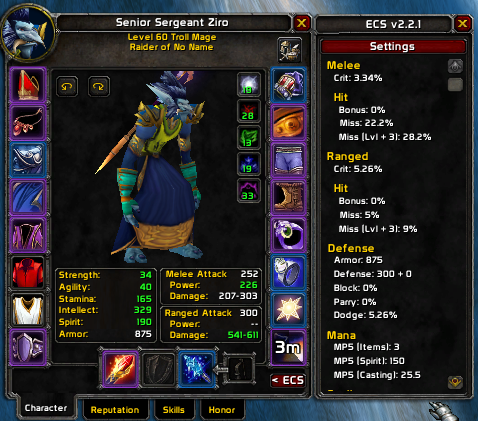 Senior Sergeant Ziro
Level 60 Troll Mage
Raider of No Name
18
28
13
19
33
Strength: 34
Agility: 40
Stamina: 165
Intellect: 329
Spirit: 190
Armor: 875
Melee Attack 252
Power: 226
Damage: 207-303
Ranged Attack 300
Power: --
Damage: 541-611
3m
< ECS
Character
Reputation
Skills
Honor
ECS v2.2.1
Settings
Melee
Crit: 3.34%
Hit
Bonus: 0%
Miss: 22.2%
Miss (Lvl + 3): 28.2%
Ranged
Crit: 5.26%
Hit
Bonus: 0%
Miss: 5%
Miss (Lvl + 3): 9%
Defense
Armor: 875
Defense: 300 + 0
Block: 0%
Parry: 0%
Dodge: 5.26%
Mana
MP5 (Items): 3
MP5 (Spirit): 150
MP5 (Casting): 25.5